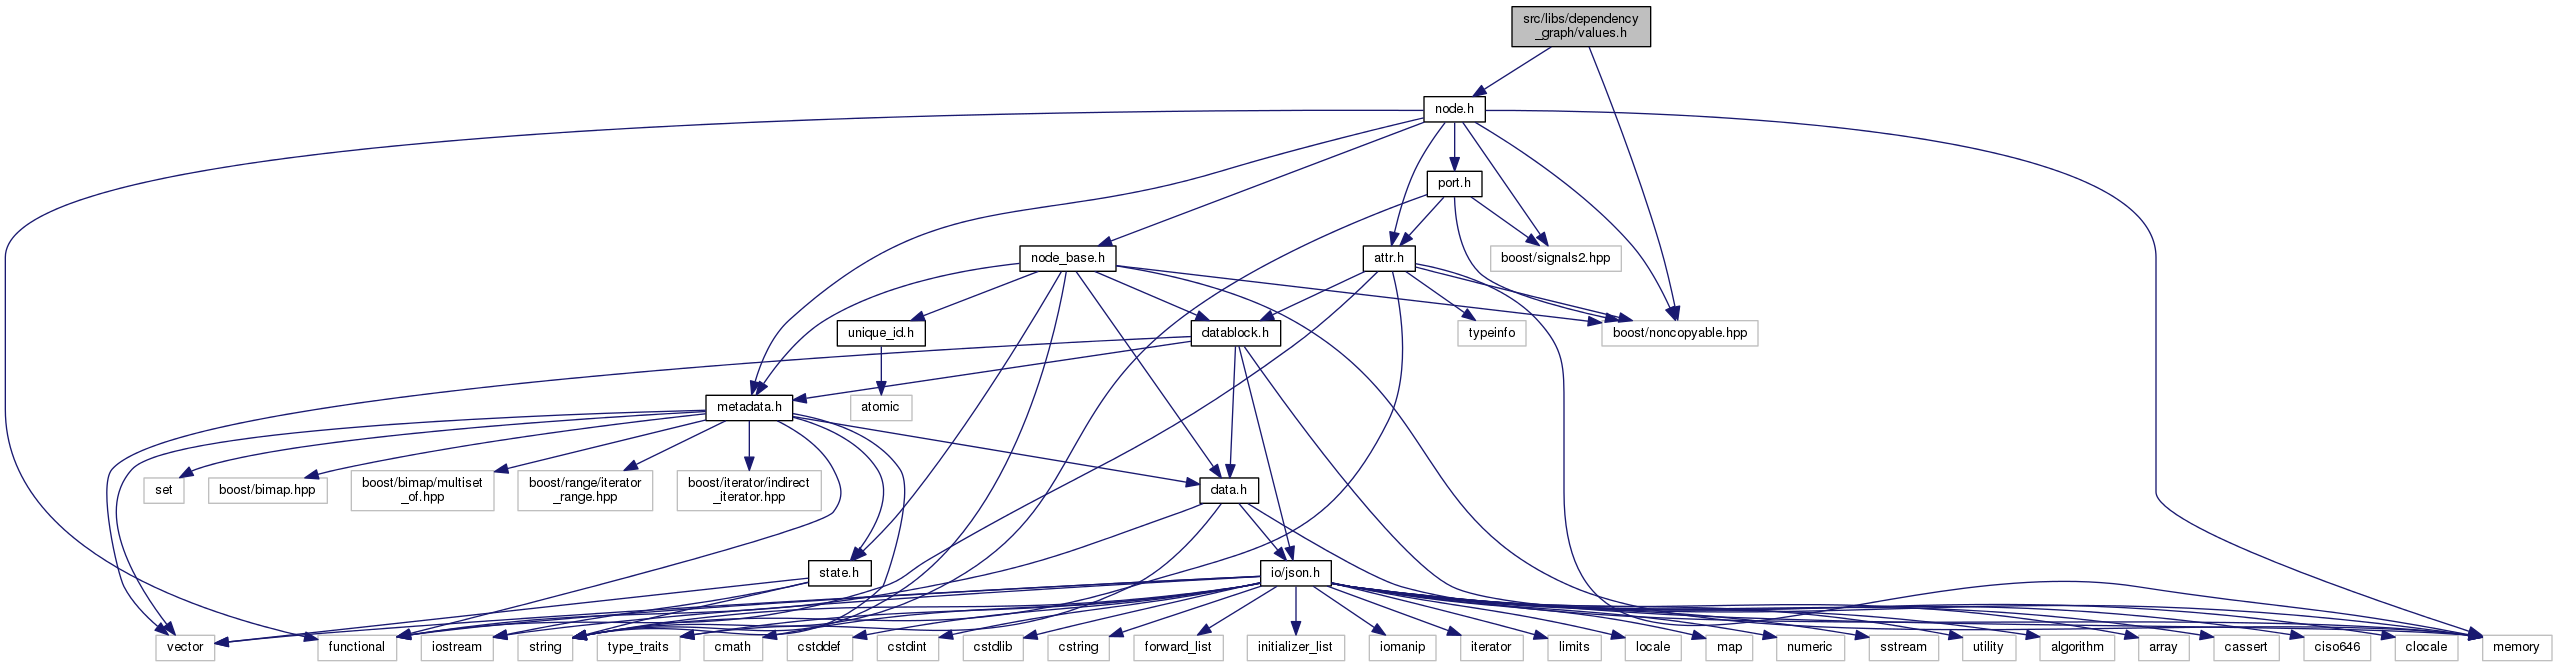 src/libs/dependency
_graph/values.h
node.h
port.h
node_base.h
attr.h
boost/signals2.hpp
unique_id.h
datablock.h
typeinfo
boost/noncopyable.hpp
metadata.h
atomic
set
boost/bimap.hpp
boost/bimap/multiset
_of.hpp
boost/range/iterator
_range.hpp
boost/iterator/indirect
_iterator.hpp
data.h
state.h
io/json.h
vector
functional
iostream
string
type_traits
cmath
cstddef
cstdint
cstdlib
cstring
forward_list
initializer_list
iomanip
iterator
limits
locale
map
numeric
sstream
utility
algorithm
array
cassert
ciso646
clocale
memory